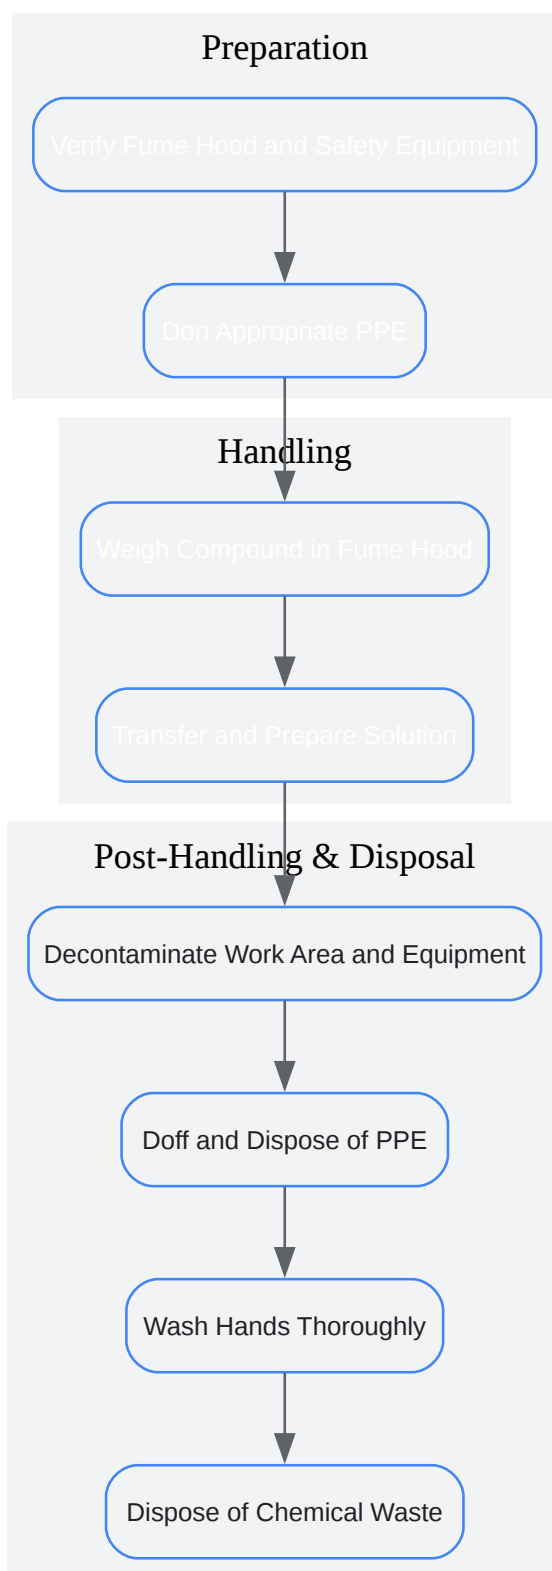 Preparation
Verify Fume Hood and Safety Equipment
Don Appropriate PPE
Handling
Weigh Compound in Fume Hood
Transfer and Prepare Solution
Post-Handling & Disposal
Decontaminate Work Area and Equipment
Doff and Dispose of PPE
Wash Hands Thoroughly
Dispose of Chemical Waste